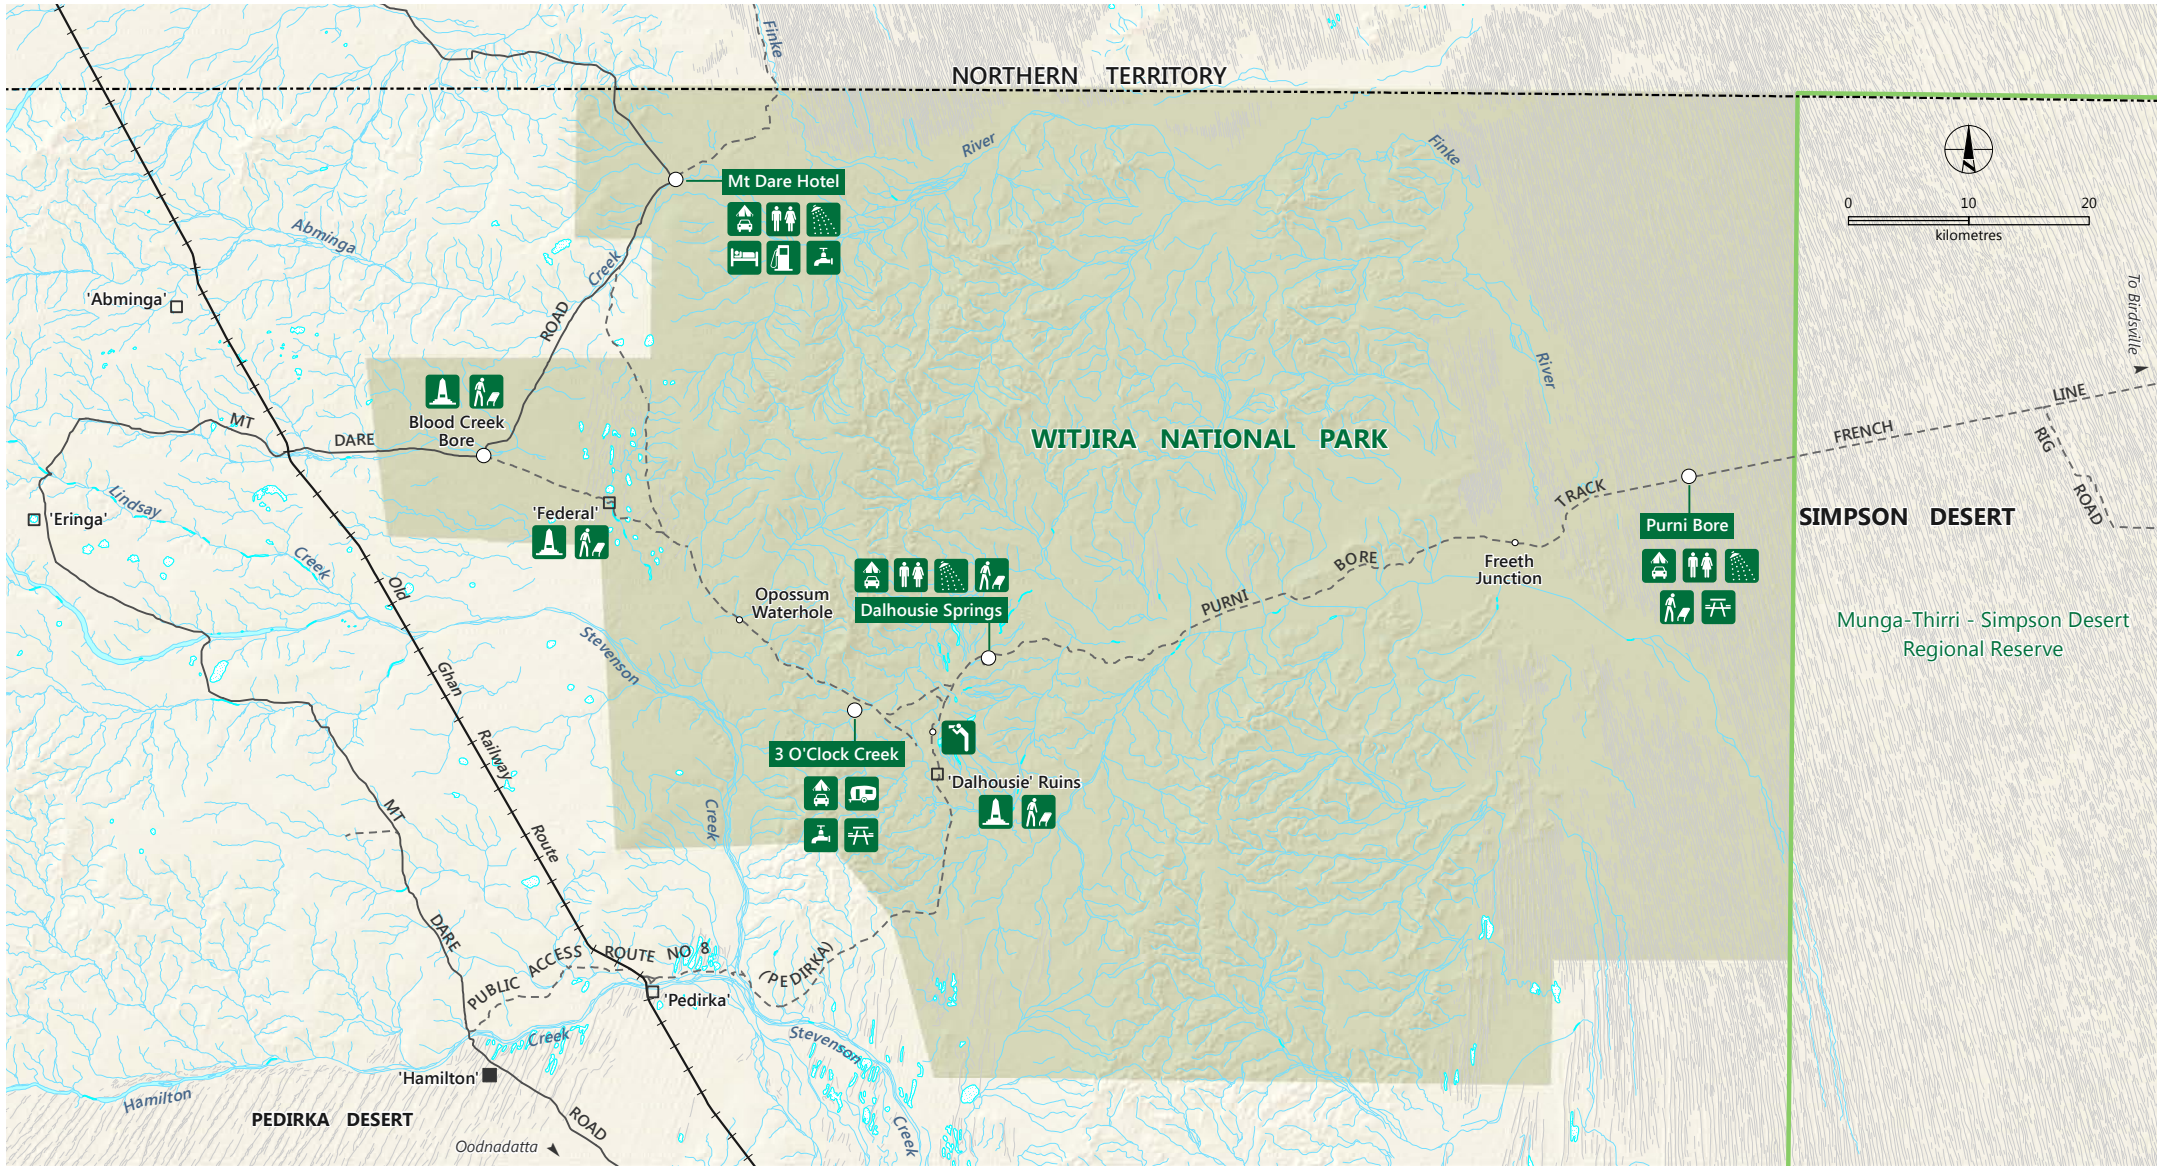 Finke
NORTHERN TERRITORY
River
Finke
Mt Dare Hotel
0 10 20
kilometres
Abminga
Creek
'Abminga'
ROAD
To Birdsville
River
Blood Creek
Bore
MT
DARE
WITJIRA NATIONAL PARK
LINE
FRENCH
RIG
ROAD
Lindsay
'Eringa'
'Federal'
TRACK
Purni Bore
SIMPSON DESERT
Creek
Old
Opossum
Waterhole
Dalhousie Springs
BORE
PURNI
Freeth
Junction
Munga-Thirri - Simpson Desert
Regional Reserve
Stevenson
Ghan
Railway
3 O'Clock Creek
'Dalhousie' Ruins
MT
Creek
Route
DARE
PUBLIC ACCESS ROUTE NO 8
(PEDIRKA)
'Pedirka'
Creek
Stevenson
'Hamilton'
Hamilton
PEDIRKA DESERT
ROAD
Creek
Oodnadatta